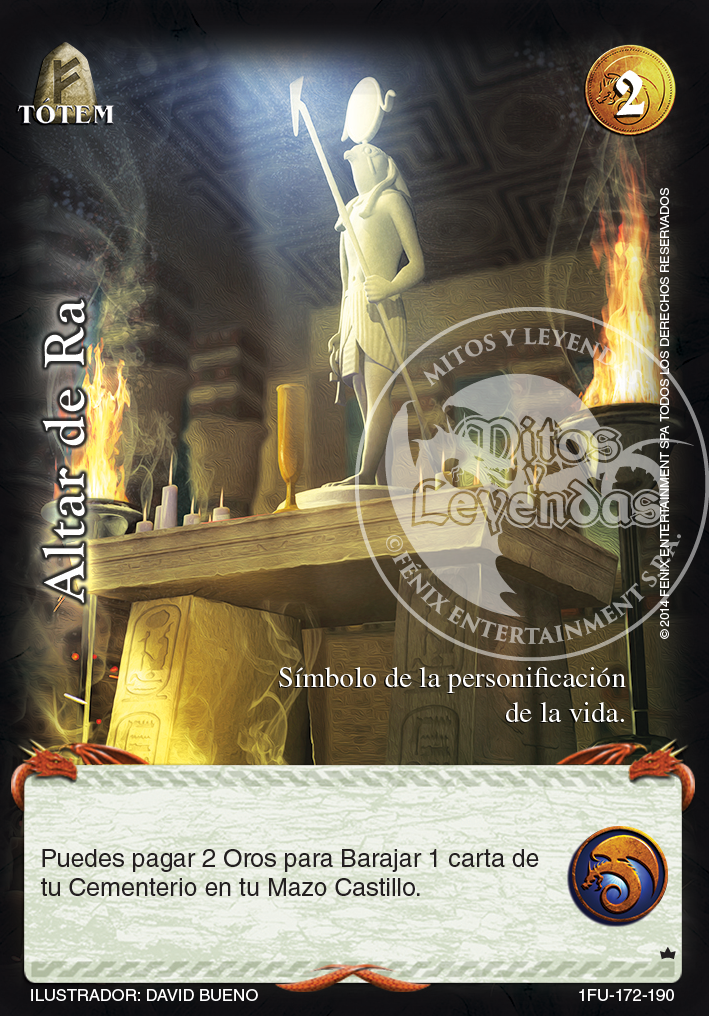 TÓTEM
2
Altar de Ra
MITOS Y LEYEN
Mitos
y
Leyendas
© FENIX ENTERTAINMENT S.P.A.
© 2014 FENIX ENTERTAINMENT SPA TODOS LOS DERECHOS RESERVADOS
Símbolo de la personificación
de la vida.
Puedes pagar 2 Oros para Barajar 1 carta de
tu Cementerio en tu Mazo Castillo.
ILUSTRADOR: DAVID BUENO
1FU-172-190